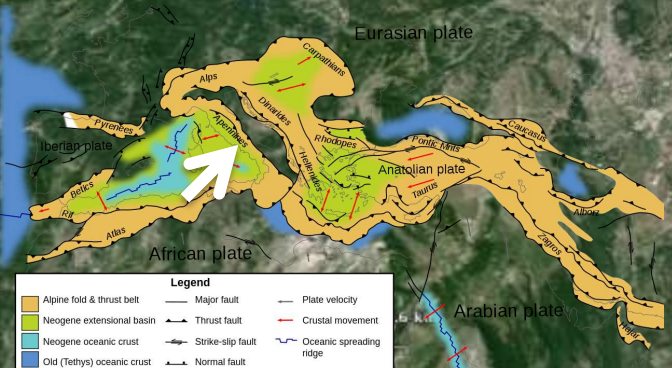 Eurasian plate
Carpathians
Alps
Dinarides
Caucasus
Pyrenees
Apennines
Iberian plate
Rhodopes
Pontic Mnts
Anatolian plate
Hellenides
Taurus
Betics
Rif
Alborz
Atlas
Zagros
African plate
Arabian plate
Hajar
Legend
Alpine fold & thrust belt
Major fault
Plate velocity
Neogene extensional basin
Thrust fault
Crustal movement
Neogene oceanic crust
Strike-slip fault
Oceanic spreading
ridge
Old (Tethys) oceanic crust
Normal fault